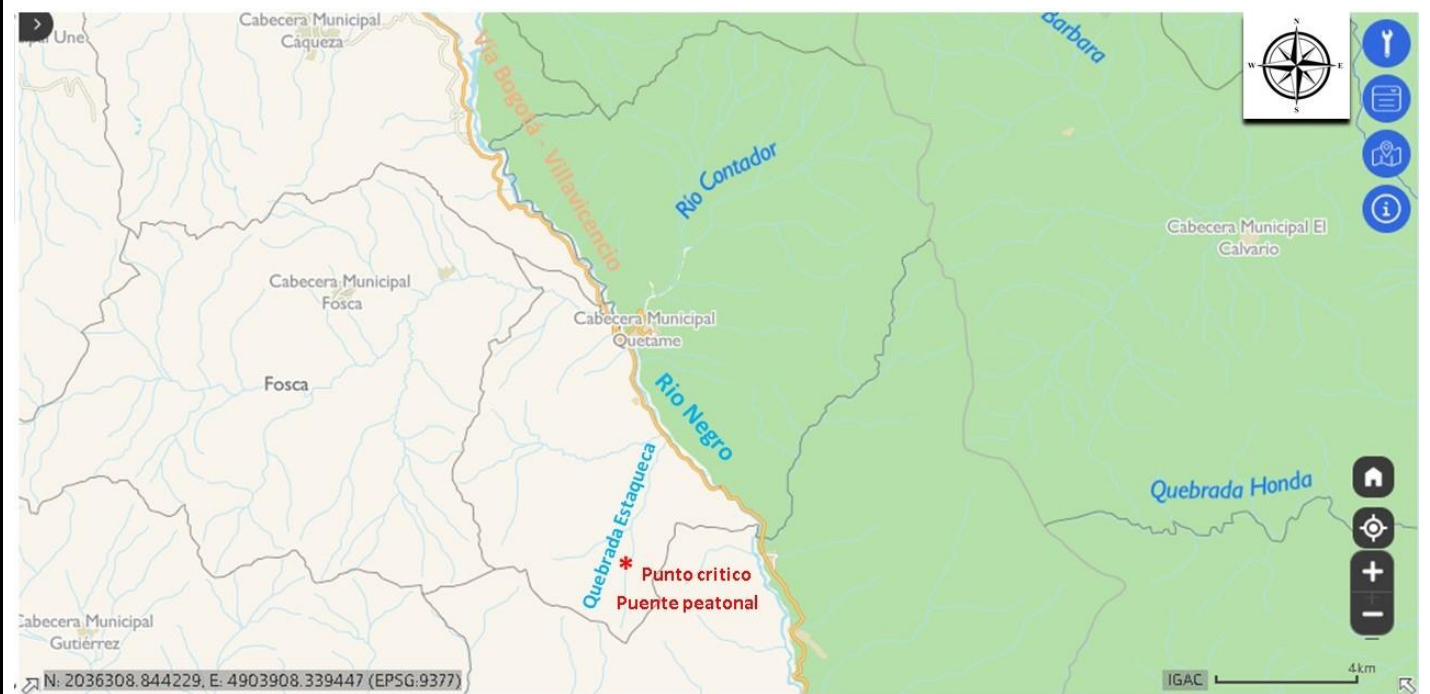 Cabecera Municipal
Cáqueza
Une
Vía Bogotá - Villavicencio
Barbara
N
W
E
S
Rio Contador
Cabecera Municipal El
Calvario
Cabecera Municipal
Fosca
Cabecera Municipal
Quetame
Fosca
Rio Negro
Quebrada Estaqueca
Quebrada Honda
* Punto critico
Puente peatonal
Cabecera Municipal
Gutiérrez
N: 2036308.844229, E: 4903908.339447 (EPSG:9377)
IGAC
4km